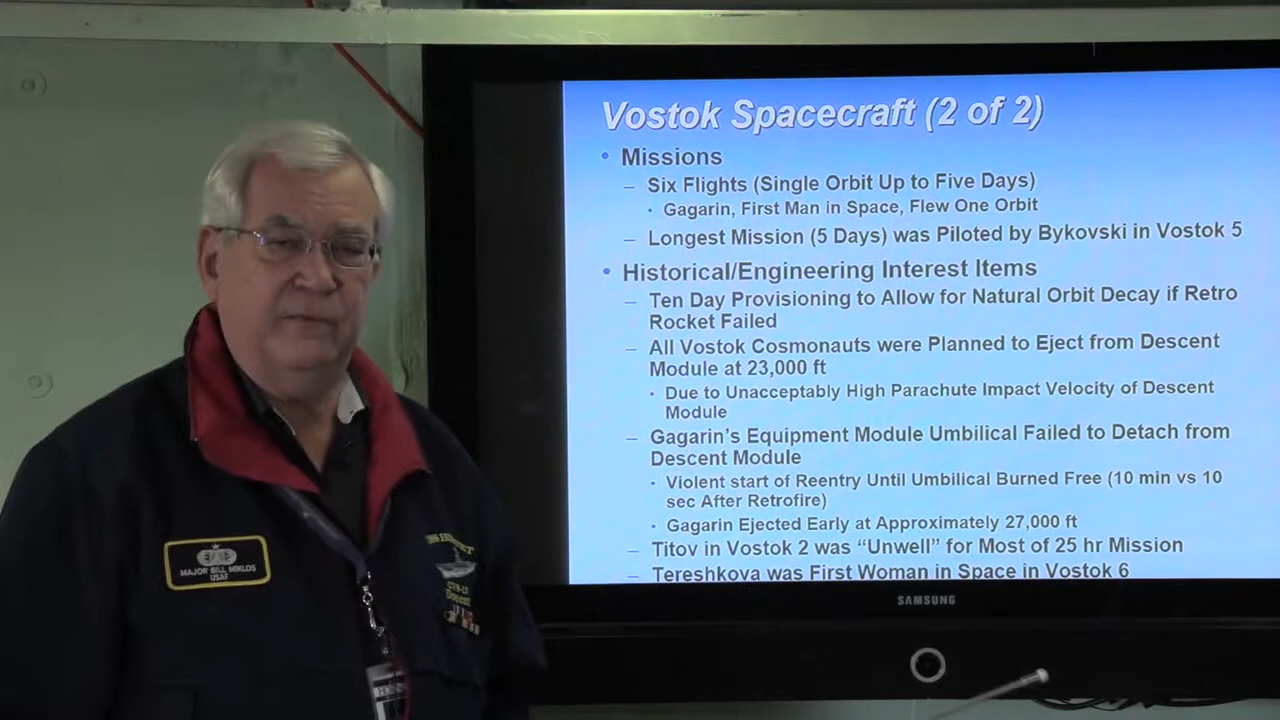 Vostok Spacecraft (2 of 2)
• Missions
– Six Flights (Single Orbit Up to Five Days)
· Gagarin, First Man in Space, Flew One Orbit
– Longest Mission (5 Days) was Piloted by Bykovski in Vostok 5
• Historical/Engineering Interest Items
– Ten Day Provisioning to Allow for Natural Orbit Decay if Retro
Rocket Failed
– All Vostok Cosmonauts were Planned to Eject from Descent
Module at 23,000 ft
· Due to Unacceptably High Parachute Impact Velocity of Descent
Module
– Gagarin's Equipment Module Umbilical Failed to Detach from
Descent Module
· Violent start of Reentry Until Umbilical Burned Free (10 min vs 10
sec After Retrofire)
· Gagarin Ejected Early at Approximately 27,000 ft
– Titov in Vostok 2 was “Unwell” for Most of 25 hr Mission
– Tereshkova was First Woman in Space in Vostok 6
SAMSUNG
MAJOR BILL MIKLOS
USAF
Docent